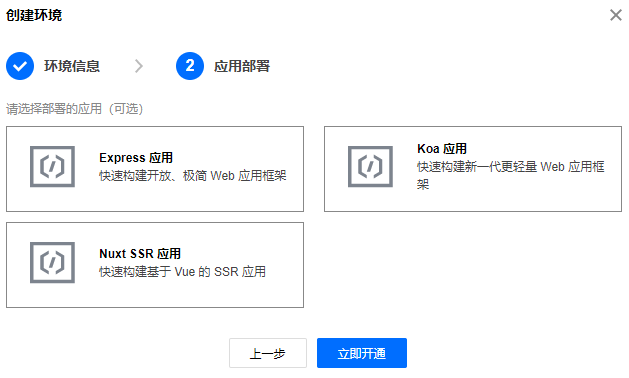 创建环境
环境信息
2 应用部署
请选择部署的应用（可选）
Express 应用
快速构建开放、极简 Web 应用框架
Koa 应用
快速构建新一代更轻量 Web 应用框
架
Nuxt SSR 应用
快速构建基于 Vue 的 SSR 应用
上一步
立即开通